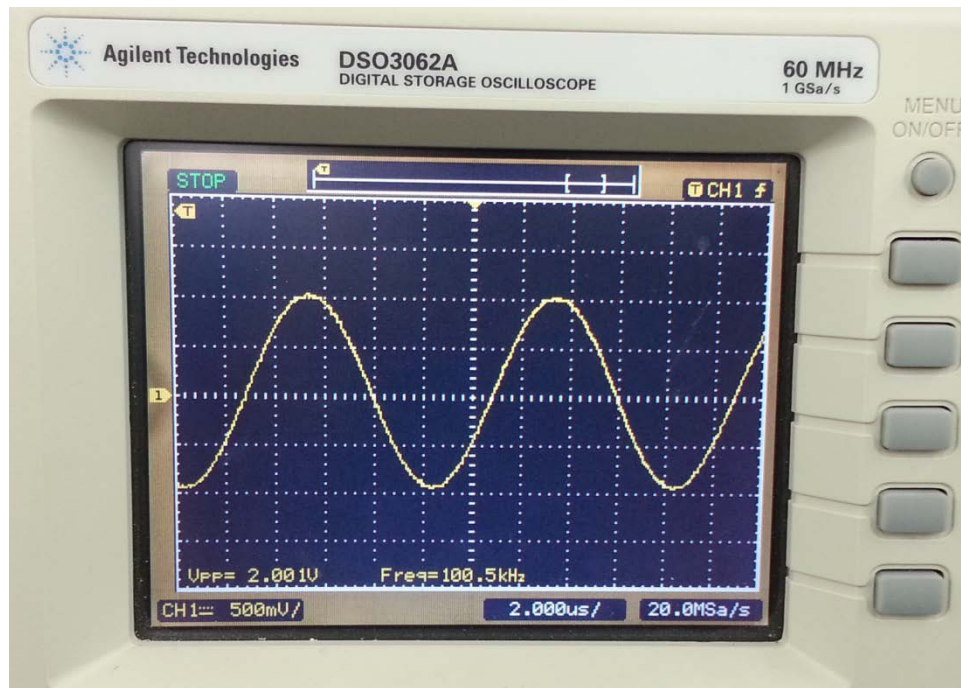 Agilent Technologies
DSO3062A
DIGITAL STORAGE OSCILLOSCOPE
60 MHz
1 GSa/s
MENU
ON/OFF
STOP
T
T CH1
T
1
VPP= 2.001V
Freq=100.5kHz
CH1 500mV/
2.000us/
20.0MSa/s